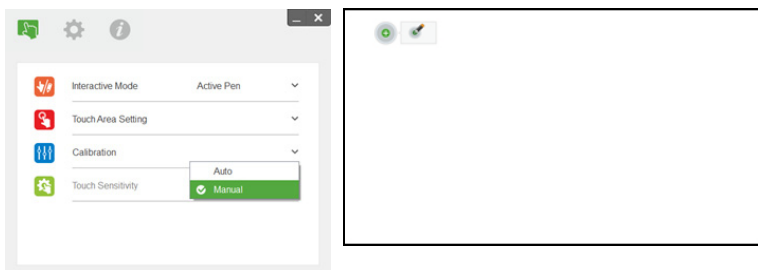 Interactive Mode Active Pen
Touch Area Setting
Calibration
Auto
Touch Sensitivity
Manual